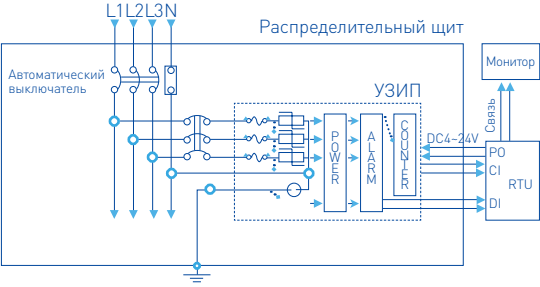 L1L2L3N
Распределительный щит
Автоматический
выключатель
УЗИП
Монитор
Связь
POWER
ALARM
COUNTER
DC4~24V
PO
CI
RTU
DI